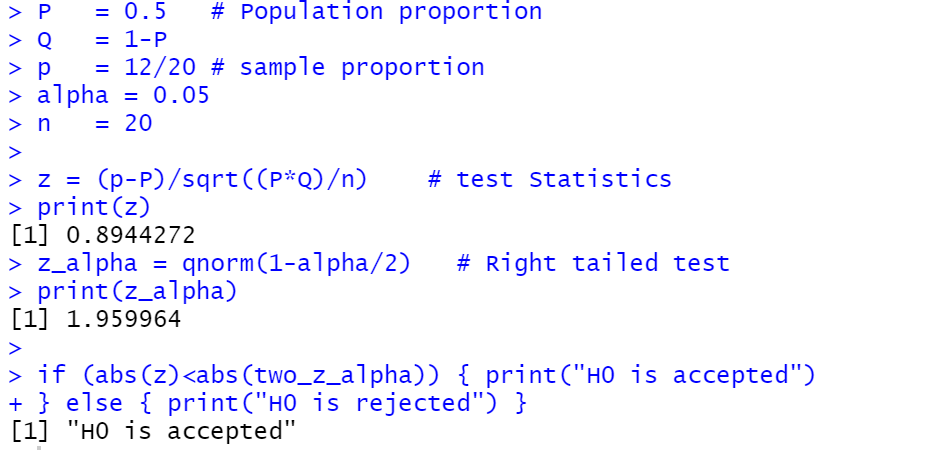 > P   = 0.5   # Population proportion
> Q   = 1-P
> p   = 12/20 # sample proportion
> alpha = 0.05
> n   = 20
>
> z = (p-P)/sqrt((P*Q)/n)    # test Statistics
> print(z)
[1] 0.8944272
> z_alpha = qnorm(1-alpha/2)   # Right tailed test
> print(z_alpha)
[1] 1.959964
>
> if (abs(z)<abs(two_z_alpha)) { print("H0 is accepted")
+ } else { print("H0 is rejected") }
[1] "H0 is accepted"